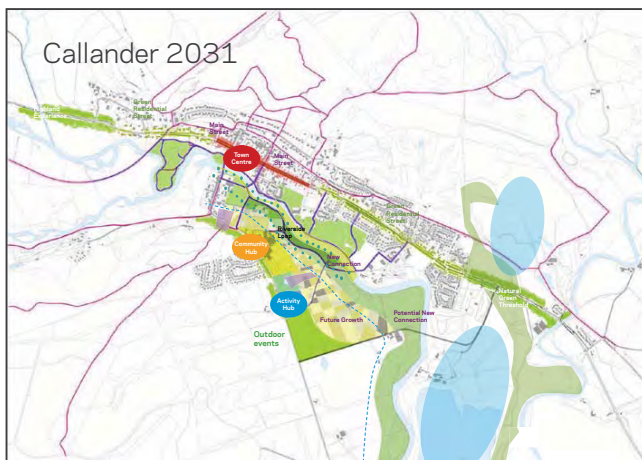 Callander 2031
Green
Residential
Street
Main
Street
Town
Centre
Main
Street
Green
Residential
Street
Riverside
Loop
Community
Hub
New
Connection
Activity
Hub
Natural
Green
Threshold
Future Growth
Potential New
Connection
Outdoor
events